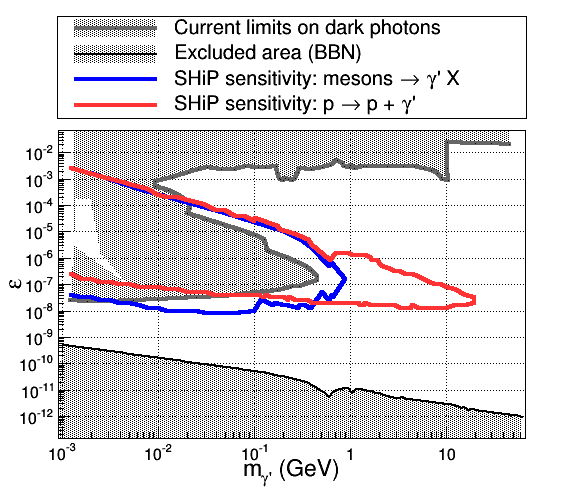 Current limits on dark photons
Excluded area (BBN)
SHiP sensitivity: mesons → γ' X
SHiP sensitivity: p → p + γ'
10⁻²
10⁻³
10⁻⁴
10⁻⁵
10⁻⁶
10⁻⁷
10⁻⁸
10⁻⁹
10⁻¹⁰
10⁻¹¹
10⁻¹²
ε
10⁻³ 10⁻² 10⁻¹ 1 10
m_γ' (GeV)